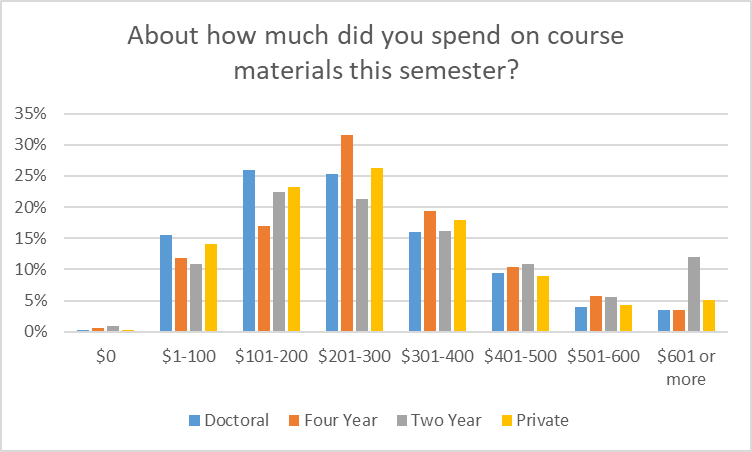 About how much did you spend on course
materials this semester?
35%
30%
25%
20%
15%
10%
5%
0%
$0 $1-100 $101-200 $201-300 $301-400 $401-500 $501-600 $601 or
more
Doctoral Four Year Two Year Private